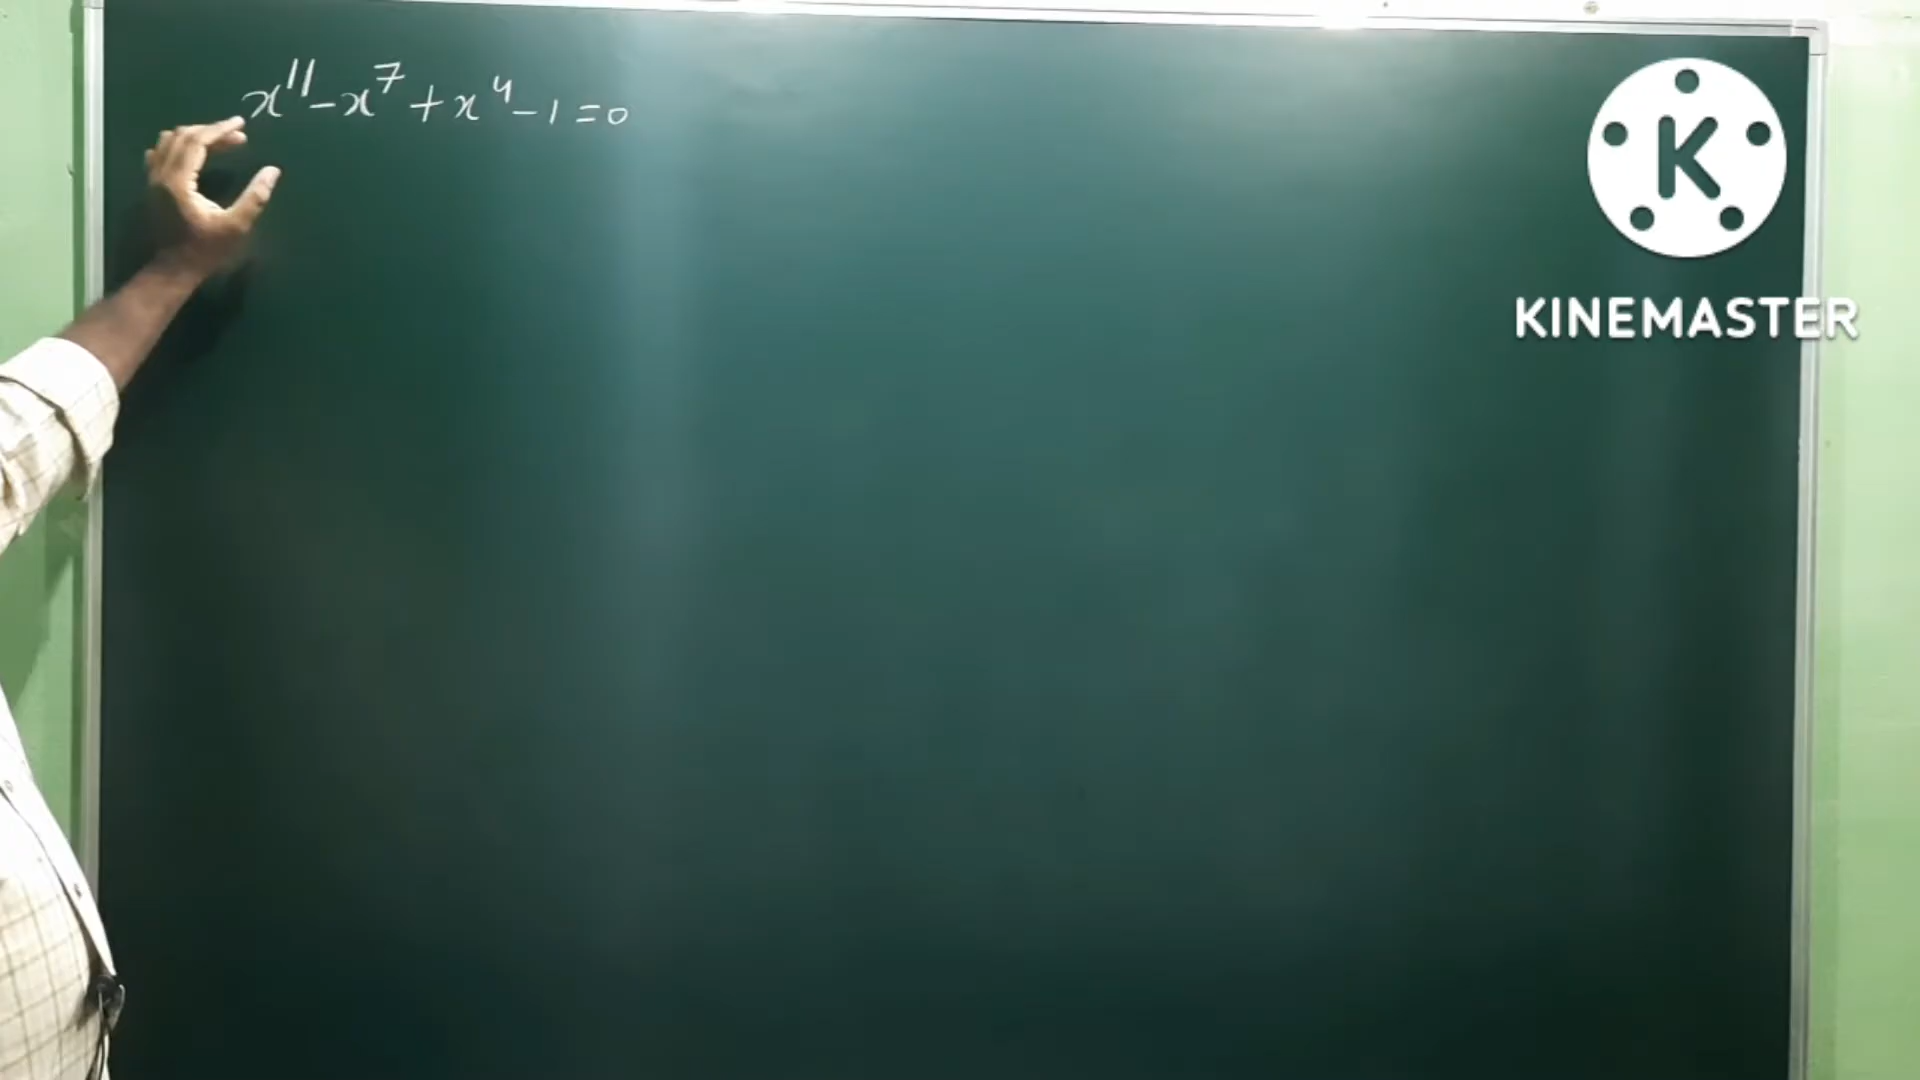 x¹¹ - x⁷ + x⁴ - 1 = 0
K
KINEMASTER